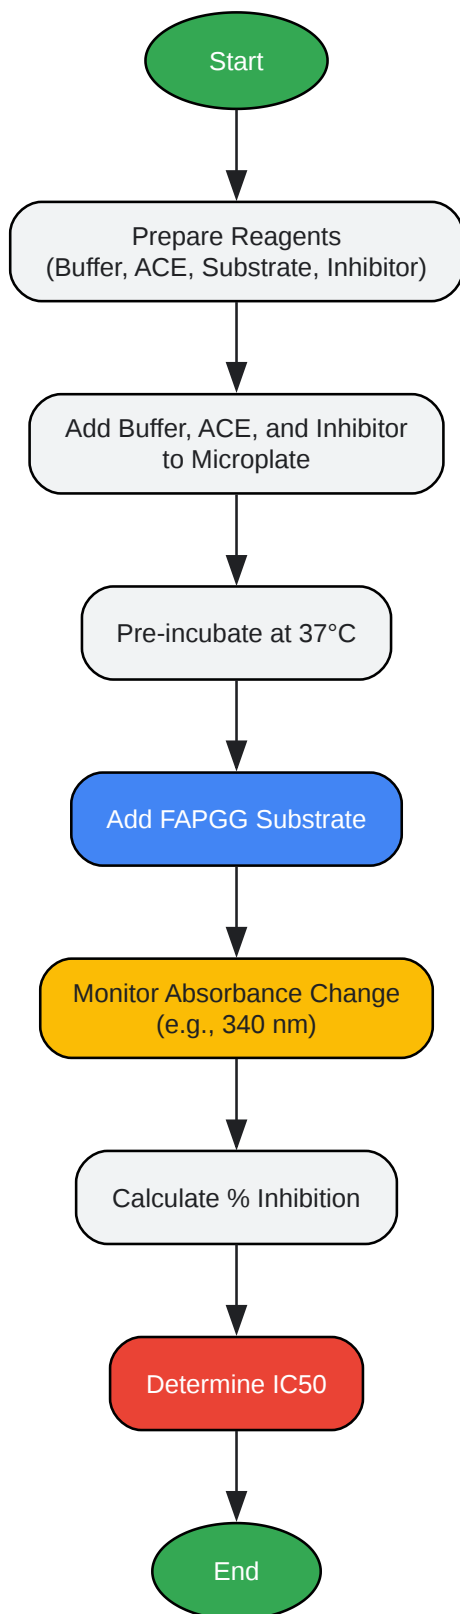 Start
Prepare Reagents
(Buffer, ACE, Substrate, Inhibitor)
Add Buffer, ACE, and Inhibitor
to Microplate
Pre-incubate at 37°C
Add FAPGG Substrate
Monitor Absorbance Change
(e.g., 340 nm)
Calculate % Inhibition
Determine IC50
End